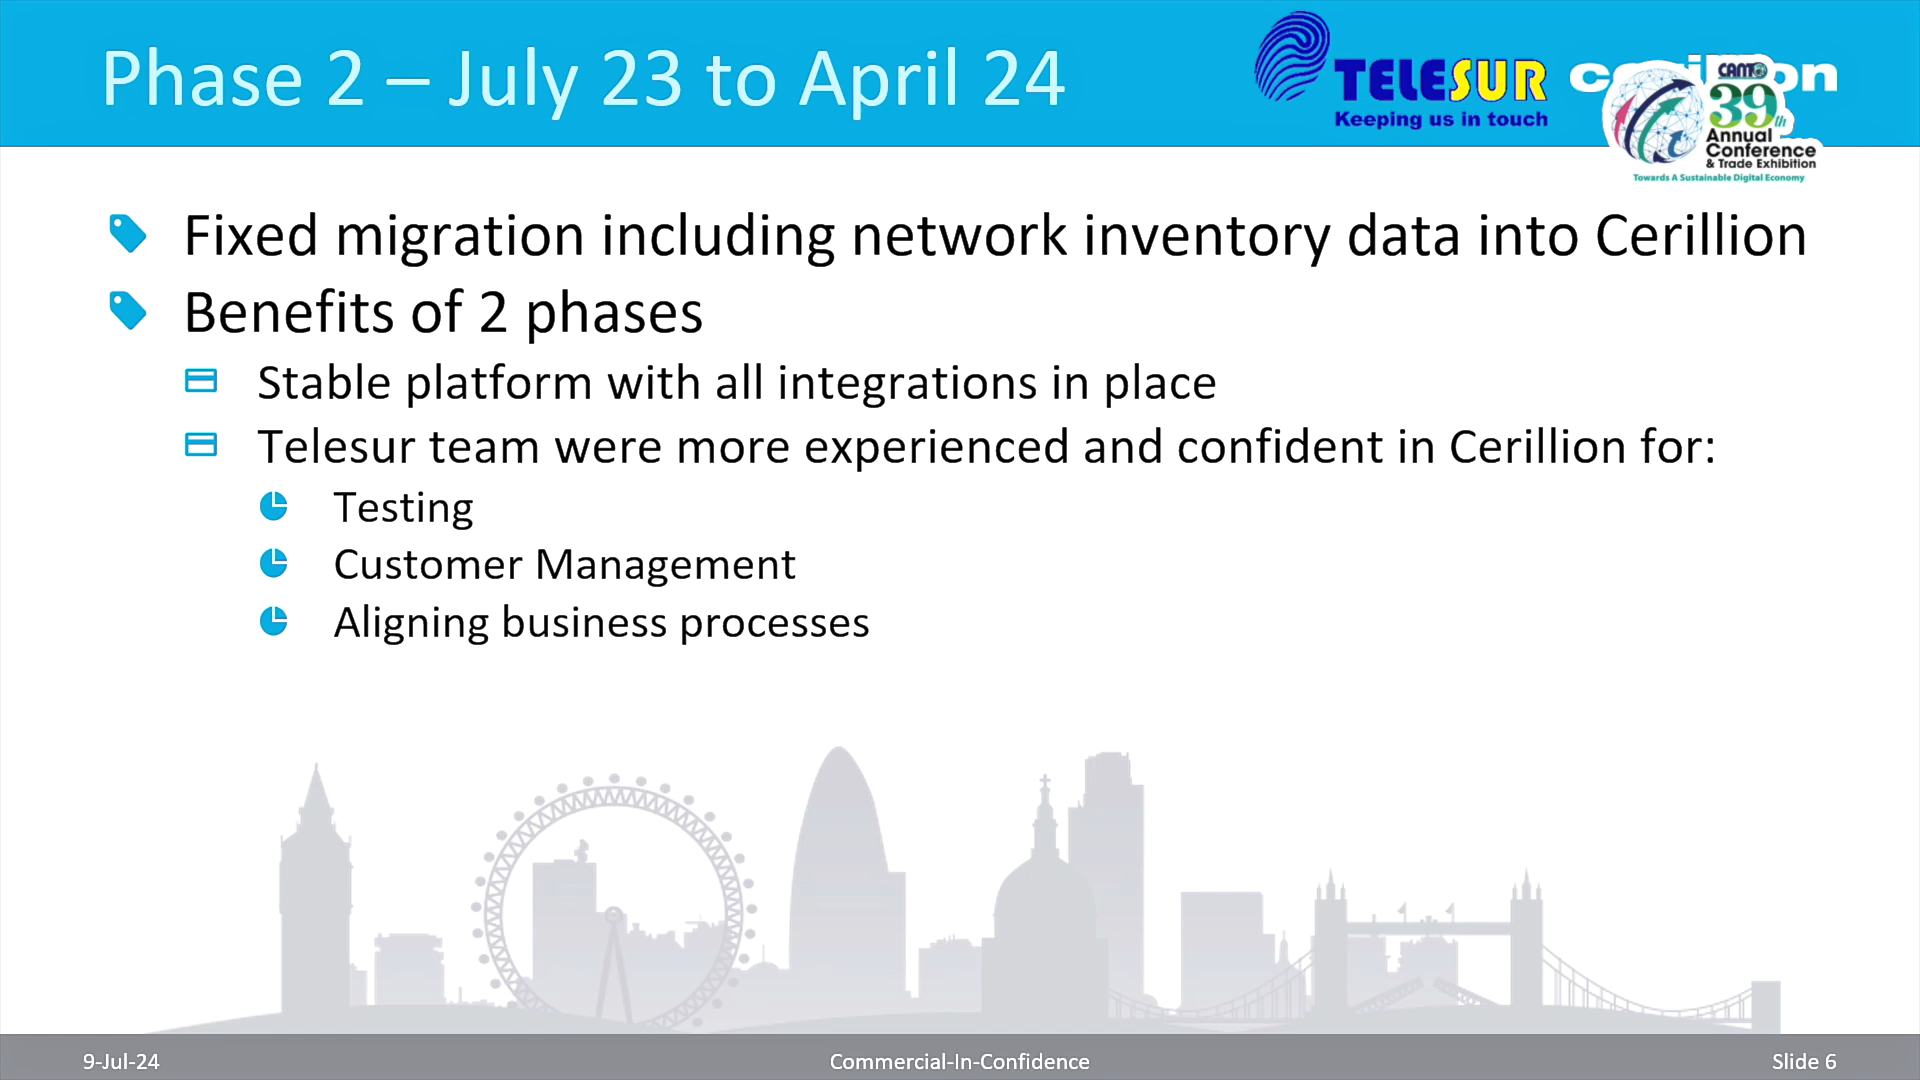 Phase 2 – July 23 to April 24
TELESUR
Keeping us in touch
CANTO
39th
Annual
Conference
& Trade Exhibition
Towards A Sustainable Digital Economy
Fixed migration including network inventory data into Cerillion
Benefits of 2 phases
Stable platform with all integrations in place
Telesur team were more experienced and confident in Cerillion for:
Testing
Customer Management
Aligning business processes
9-Jul-24
Commercial-In-Confidence
Slide 6